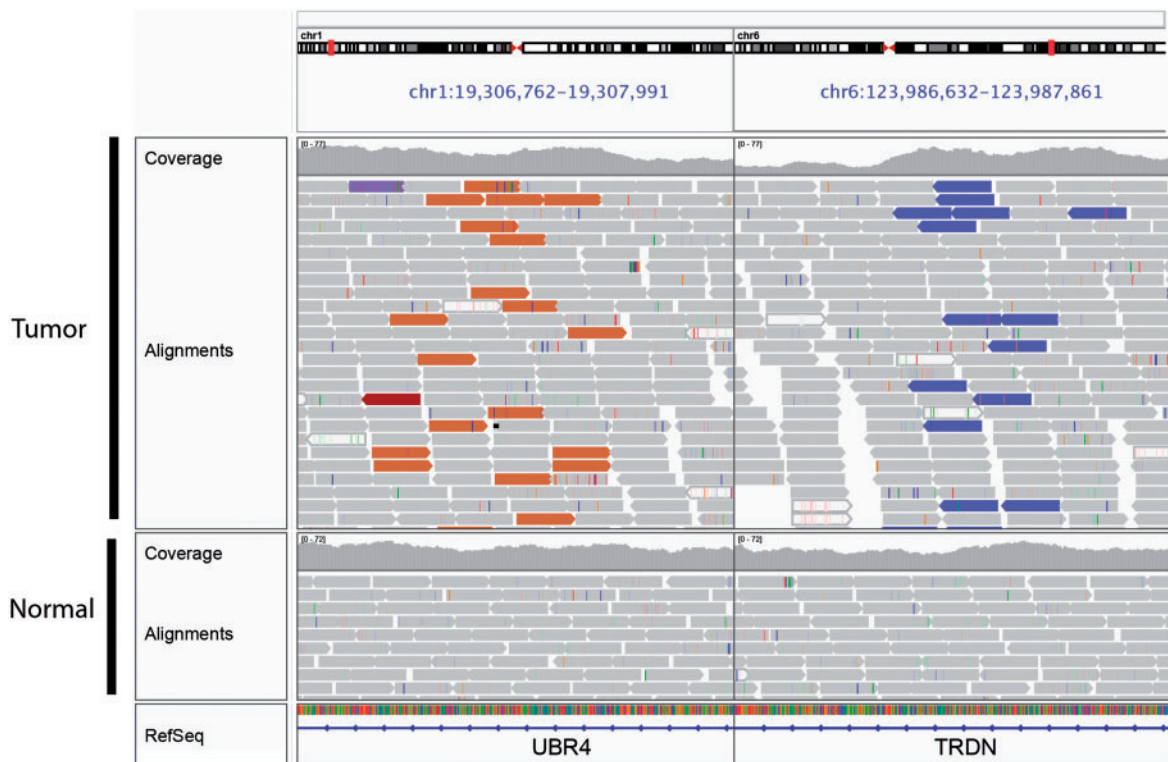 chr1
chr6
chr1:19,306,762-19,307,991
chr6:123,986,632-123,987,861
Coverage
[0 - 77]
[0 - 77]
Tumor
Alignments
Coverage
[0 - 72]
[0 - 72]
Normal
Alignments
RefSeq
UBR4
TRDN